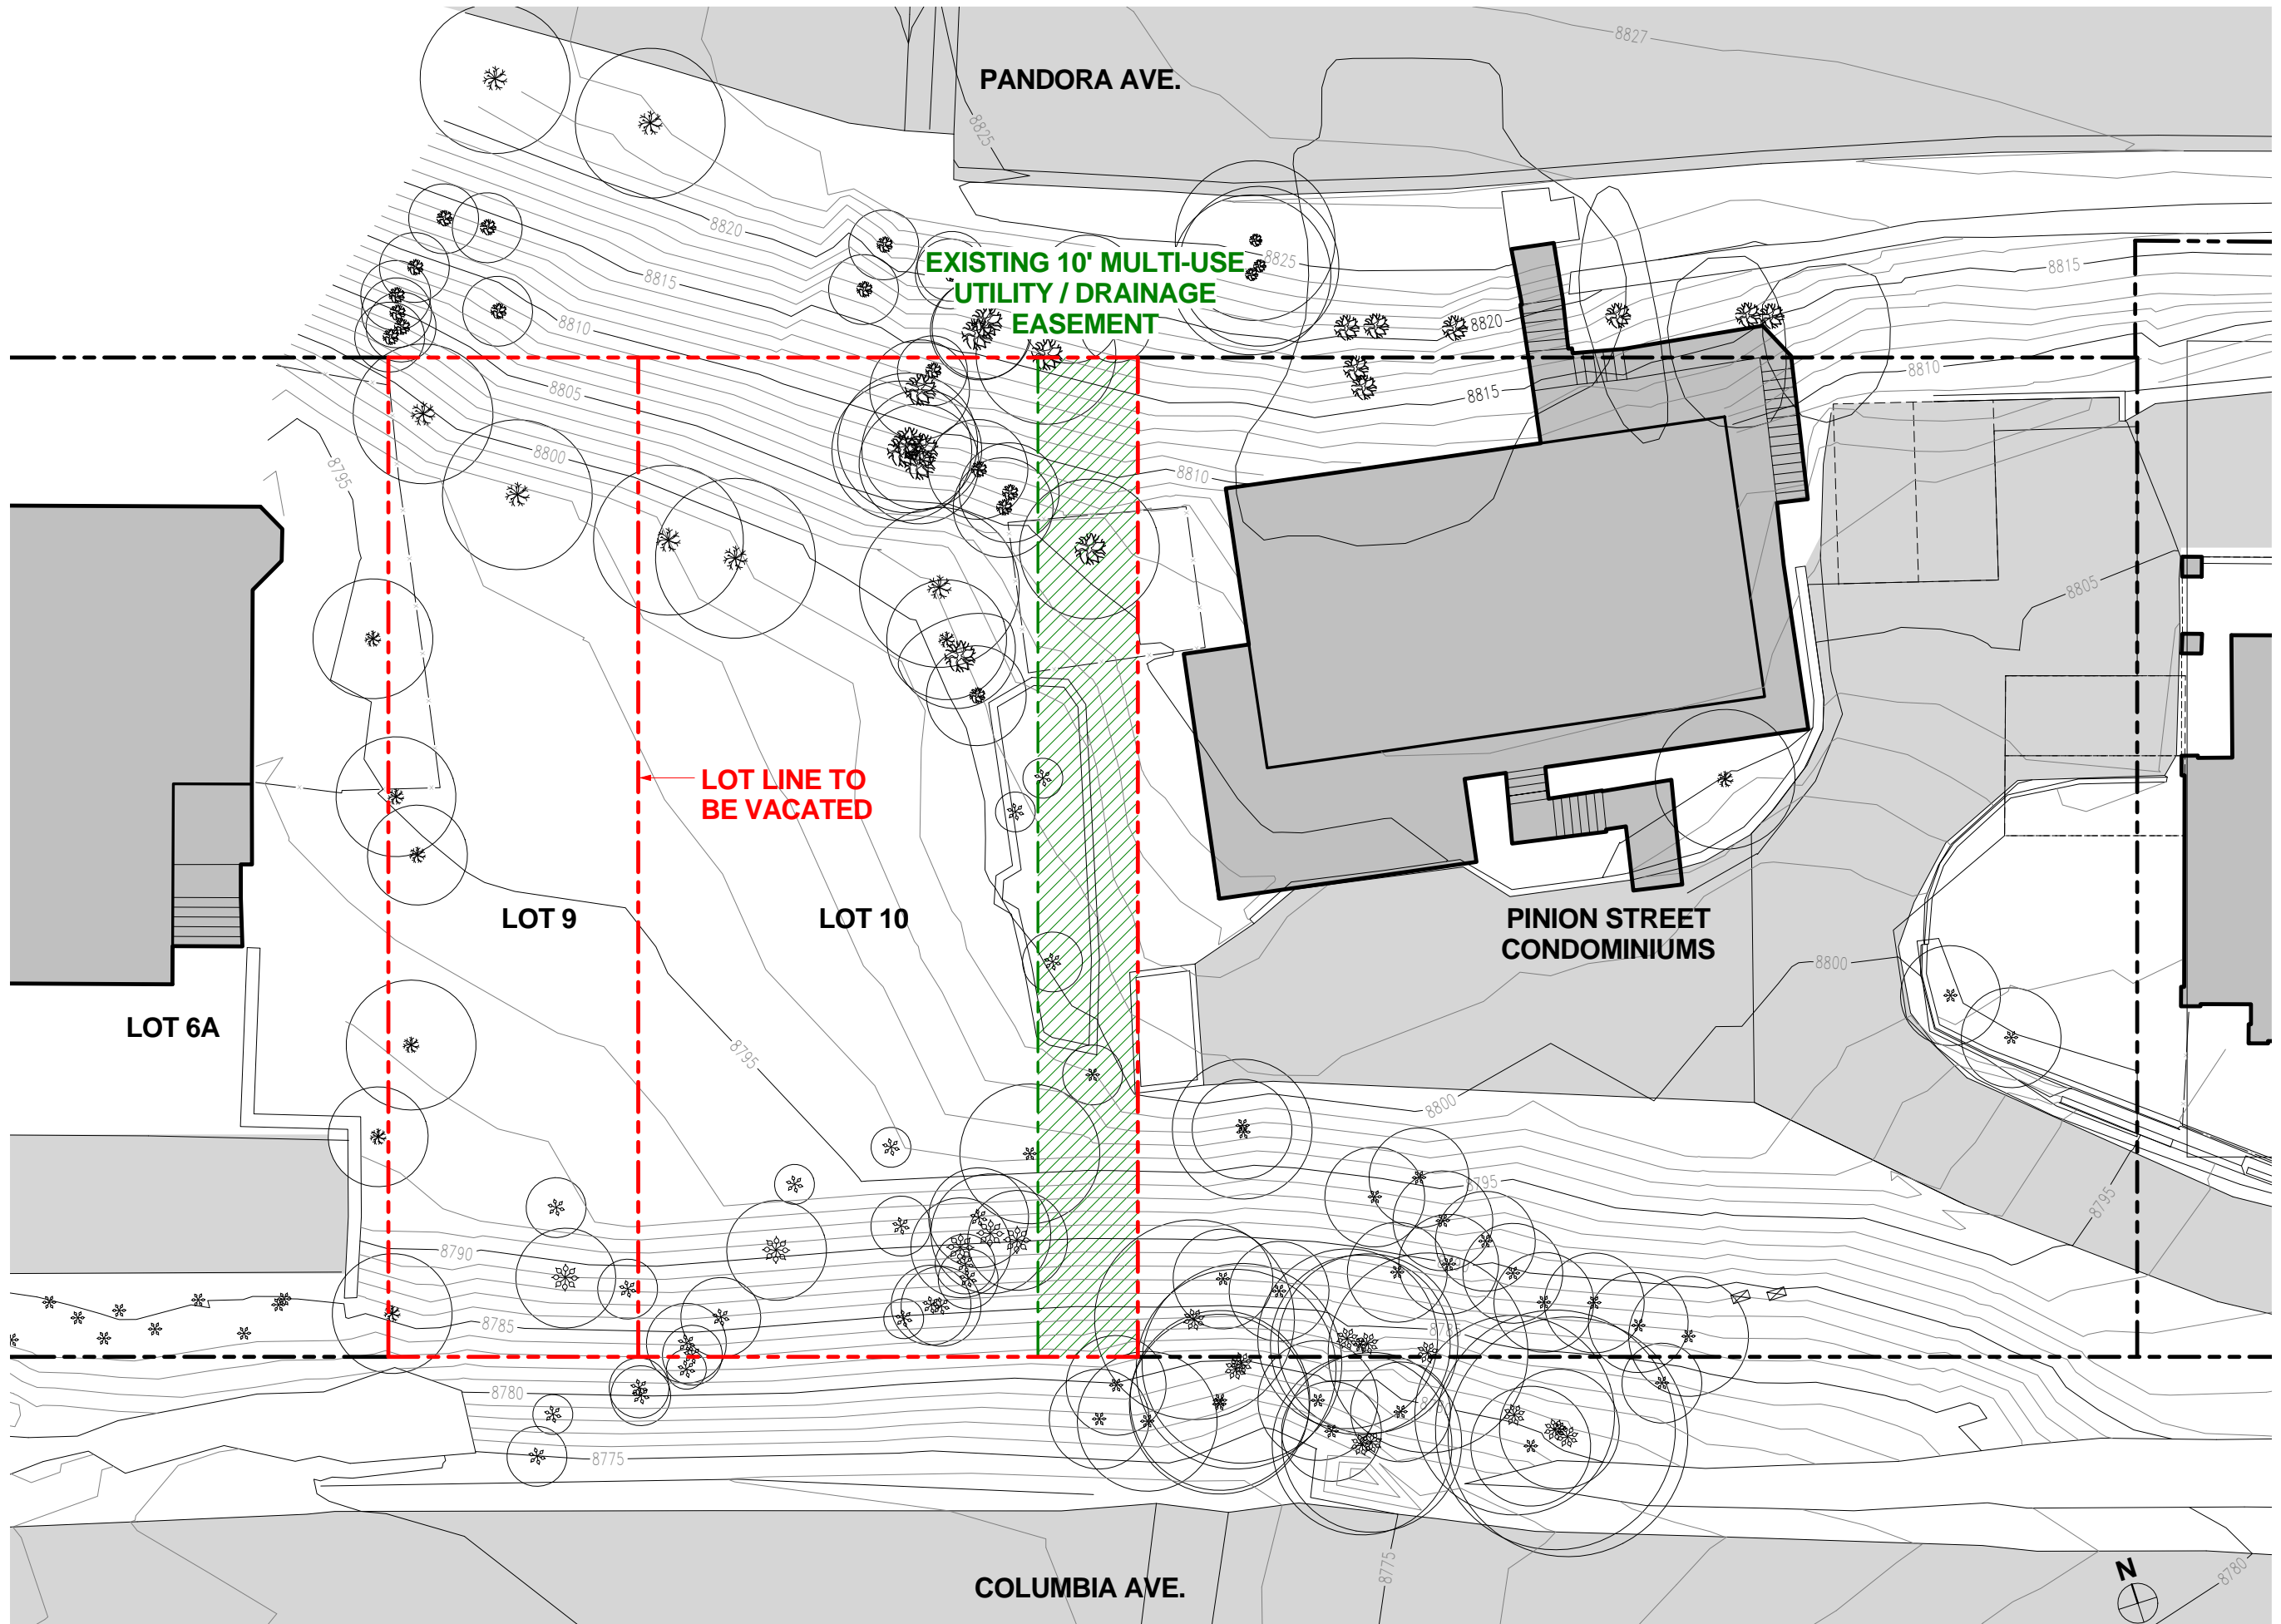 8827
PANDORA AVE.
8825
8820
EXISTING 10' MULTI-USE
UTILITY / DRAINAGE
EASEMENT
8825
8815
8815
8810
8820
8810
8805
8815
8800
8795
8810
8805
LOT LINE TO
BE VACATED
LOT 9
LOT 10
PINION STREET
CONDOMINIUMS
8800
LOT 6A
8795
8800
8795
8795
8790
8785
8785
8780
8775
8775
8780
N
COLUMBIA AVE.